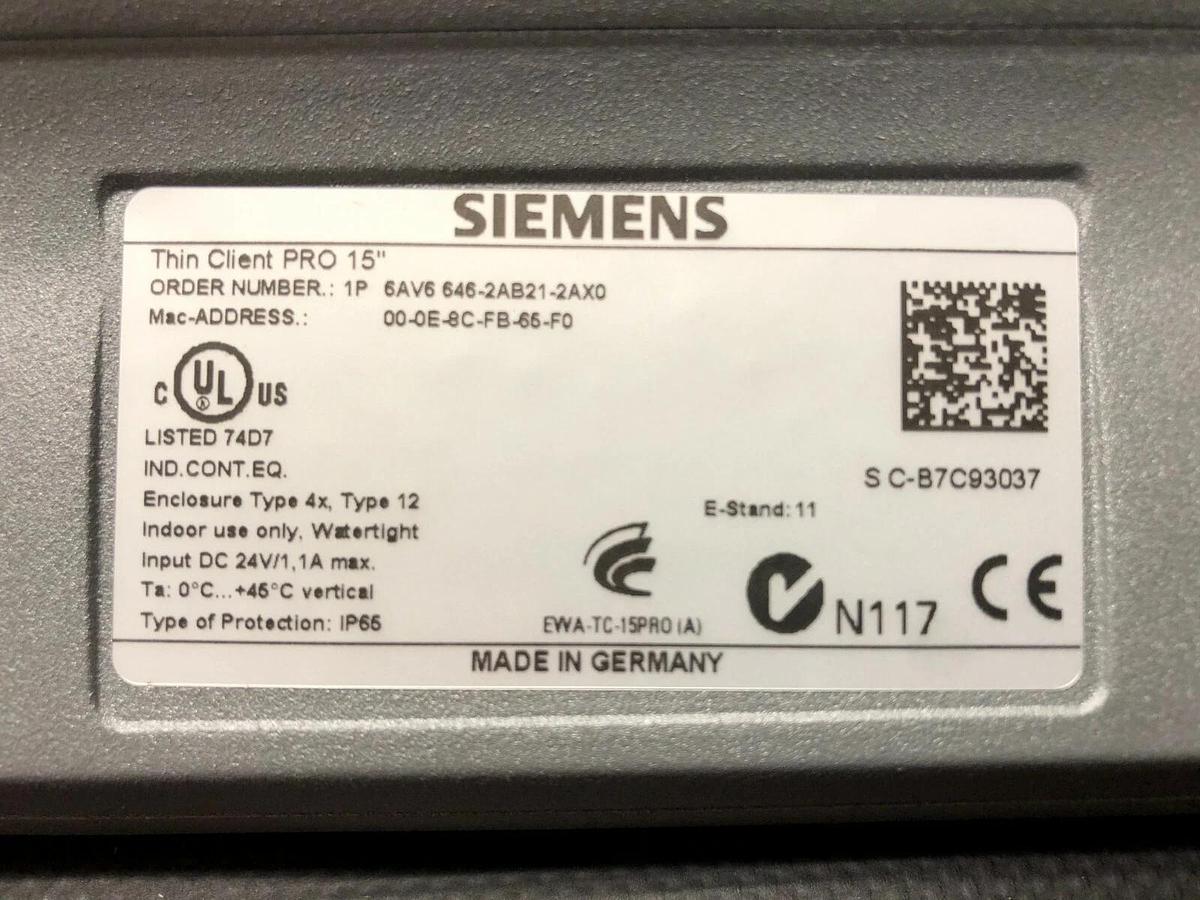 SIEMENS
Thin Client PRO 15"
ORDER NUMBER.: 1P 6AV6 646-2AB21-2AX0
Mac-ADDRESS.: 00-0E-8C-FB-65-F0
C UL US
LISTED 74D7
IND.CONT.EQ.
S C-B7C93037
Enclosure Type 4x, Type 12
E-Stand: 11
Indoor use only, Watertight
Input DC 24V/1,1A max.
Ta: 0°C...+45°C vertical
Type of Protection: IP65
EWA-TC-15PRO (A)
N117
CE
MADE IN GERMANY